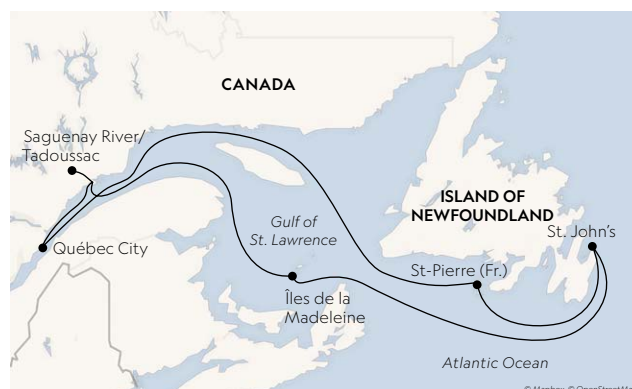 CANADA
Saguenay River/
Tadoussac
ISLAND OF
NEWFOUNDLAND
St. John's
Gulf of
St. Lawrence
Québec City
St-Pierre (Fr.)
Îles de la
Madeleine
Atlantic Ocean
© Mapbox, © OpenStreetMa